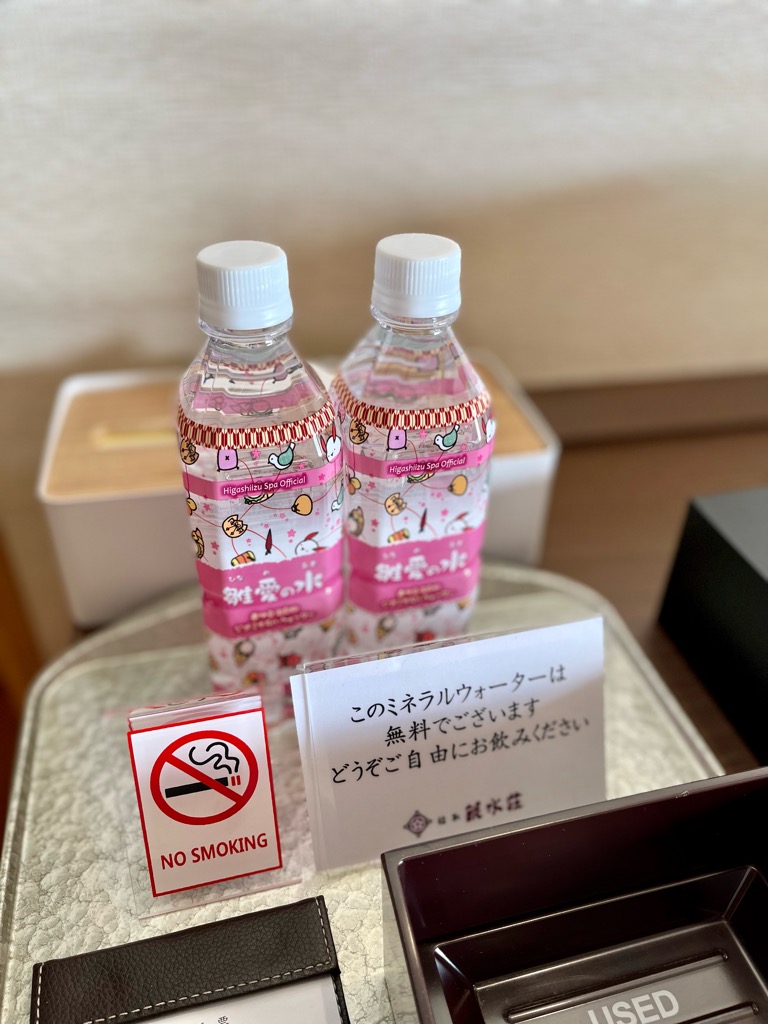 Higashiizu Spa Official
雛愛の水
Higashiizu Spa Official
雛愛の水
NO SMOKING
このミネラルウォーターは
無料でございます
どうぞご自由にお飲みください
USED